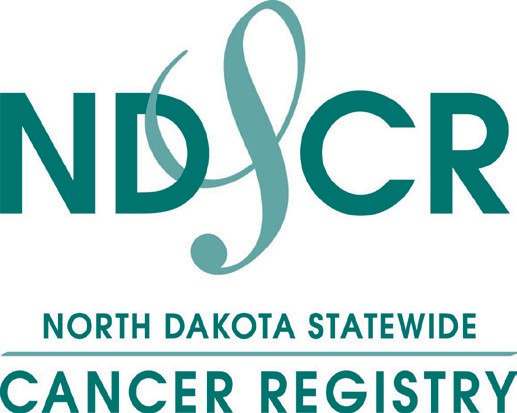 NDSCR
NORTH DAKOTA STATEWIDE
CANCER REGISTRY